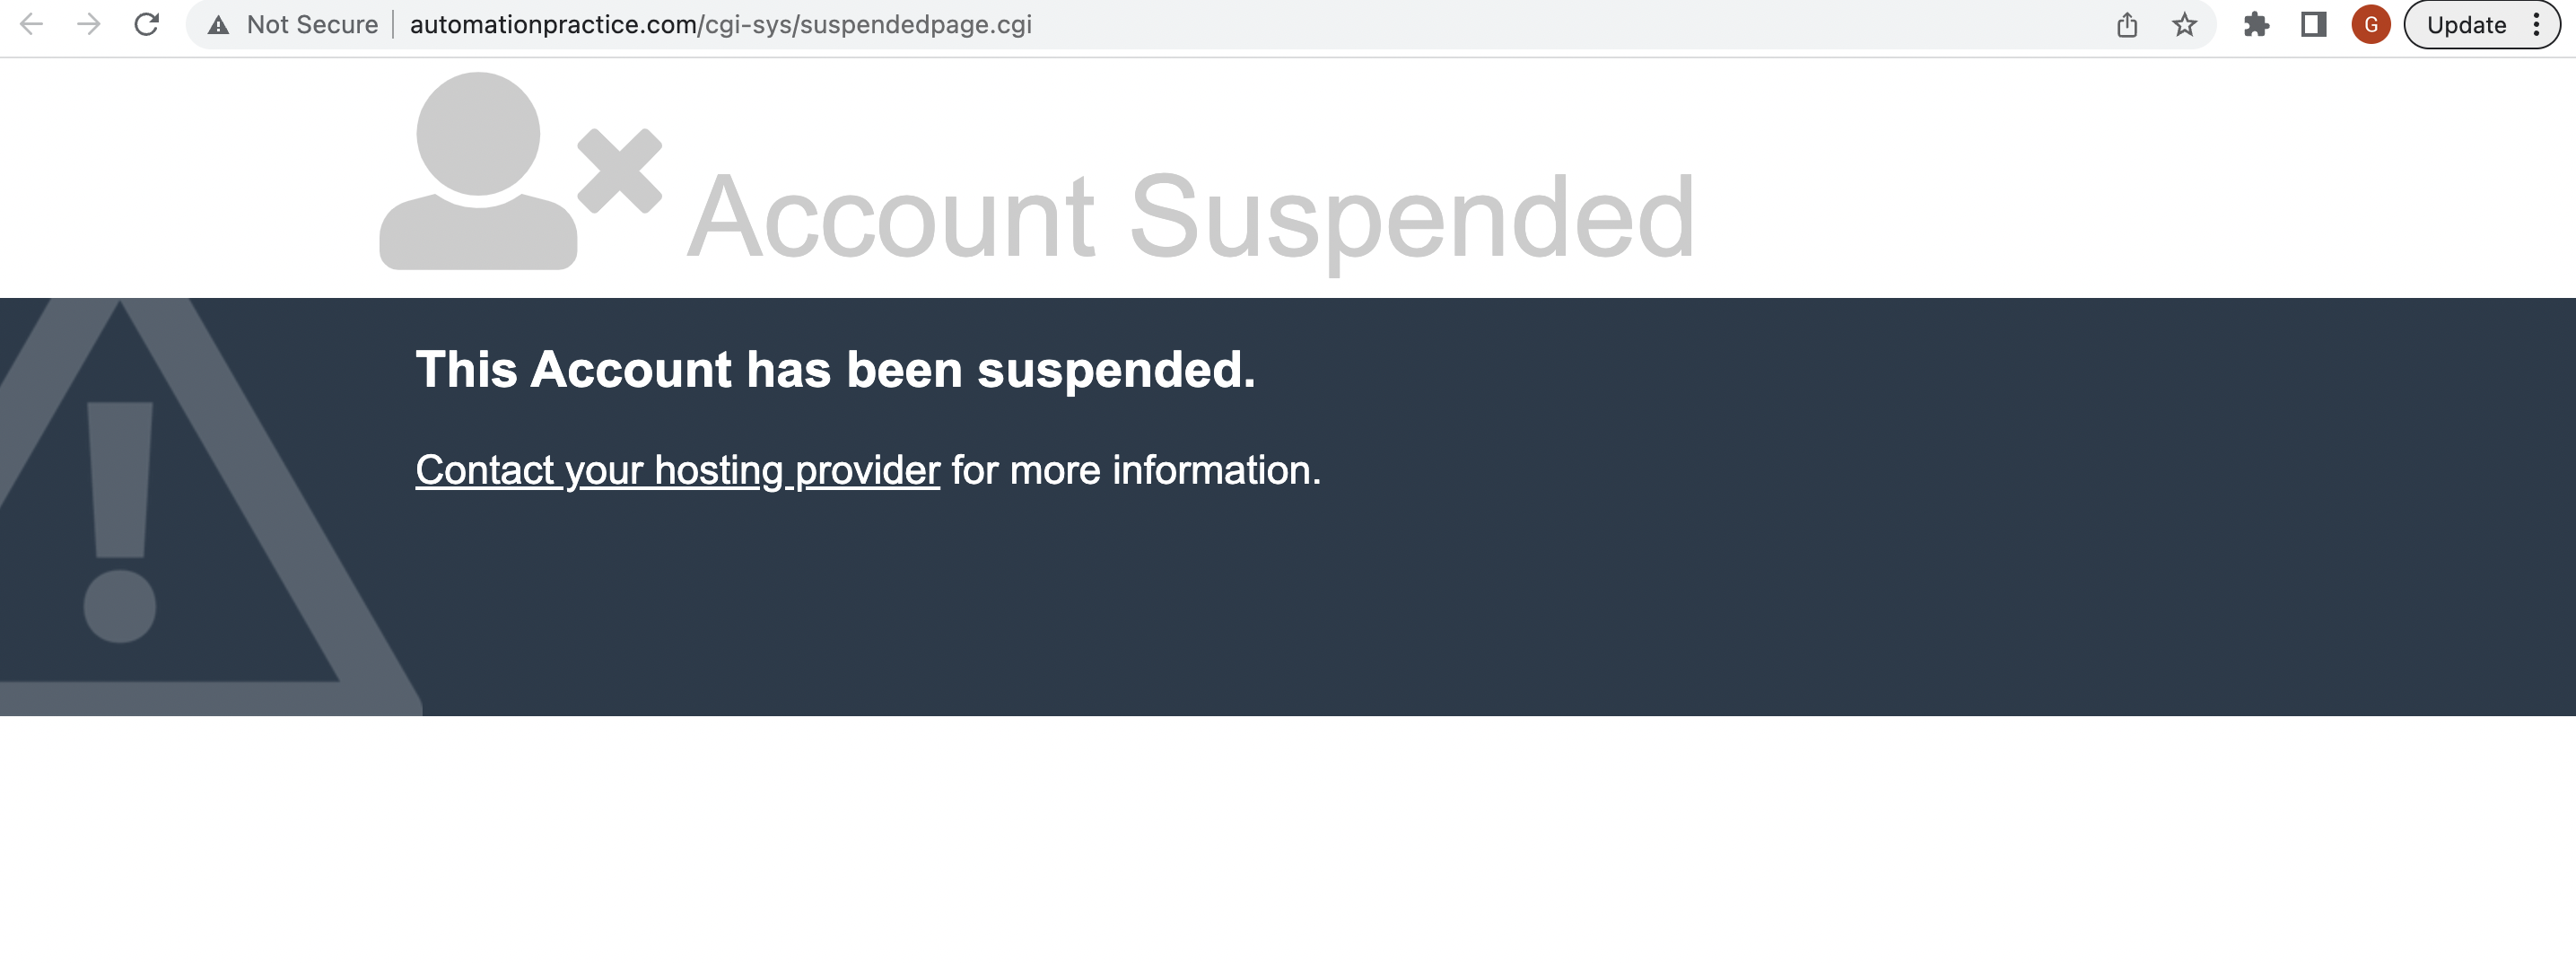 Not Secure automationpractice.com/cgi-sys/suspendedpage.cgi G Update
Account Suspended
This Account has been suspended.
Contact your hosting provider for more information.